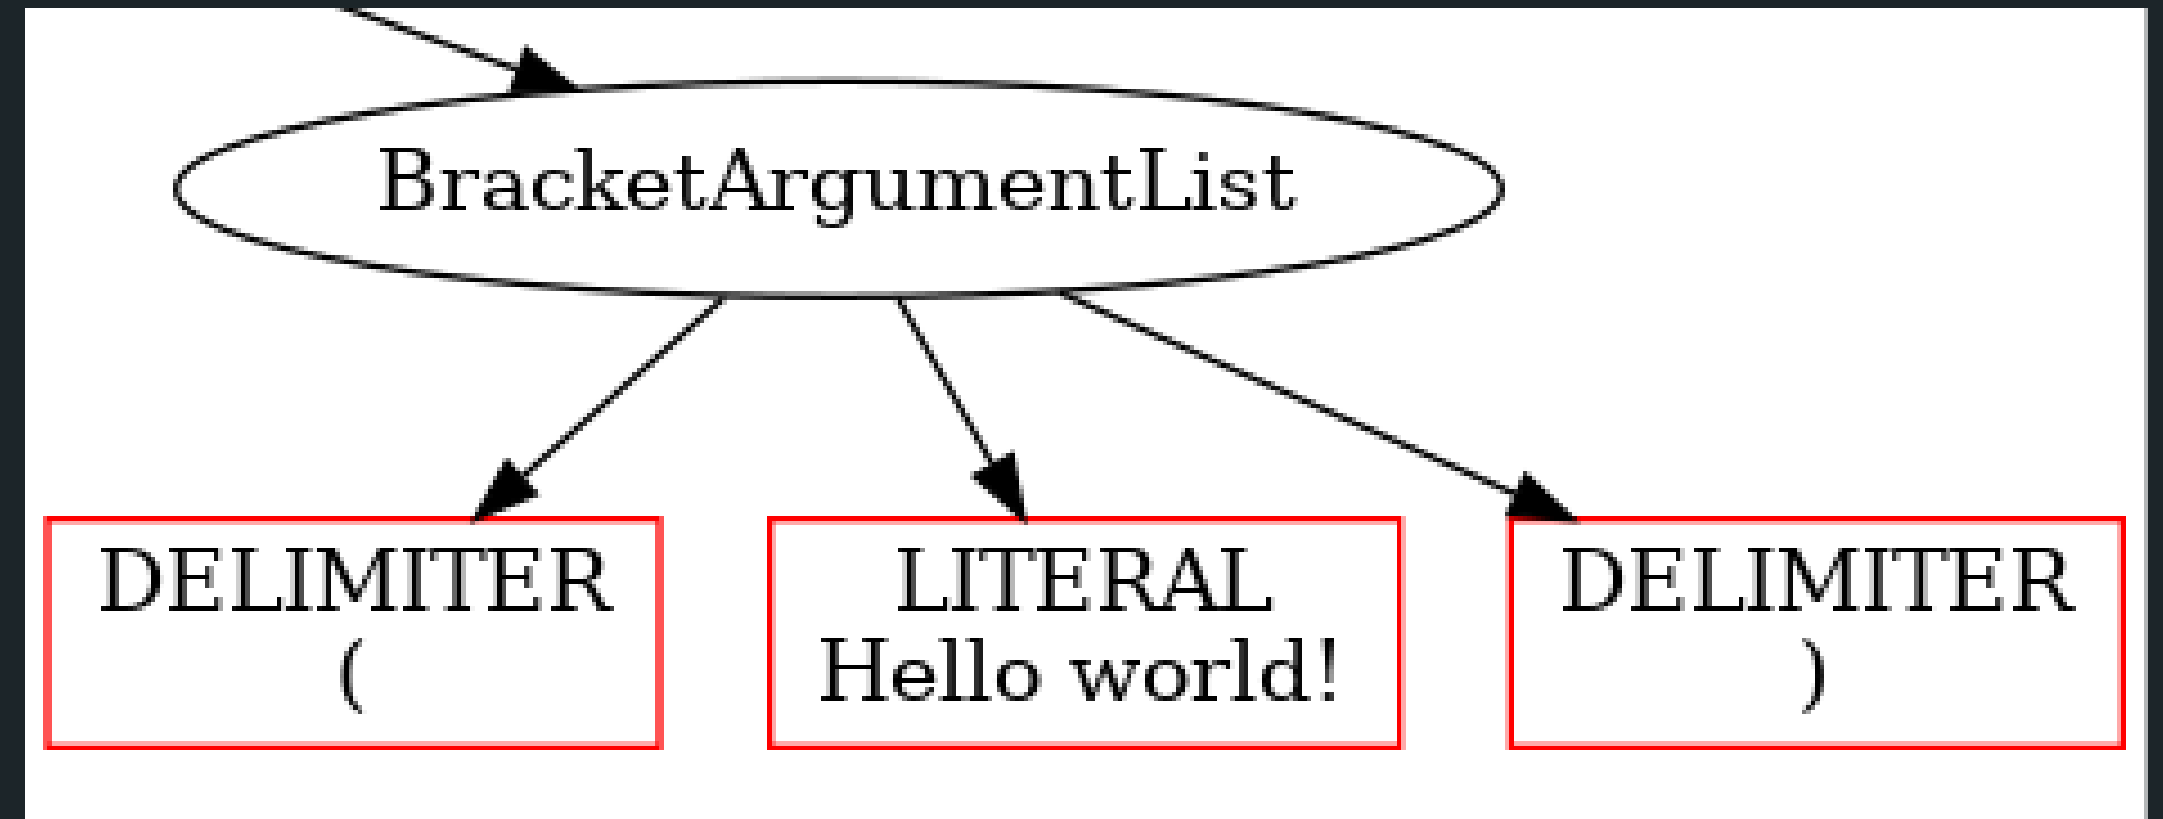 BracketArgumentList
DELIMITER
(
LITERAL
Hello world!
DELIMITER
)